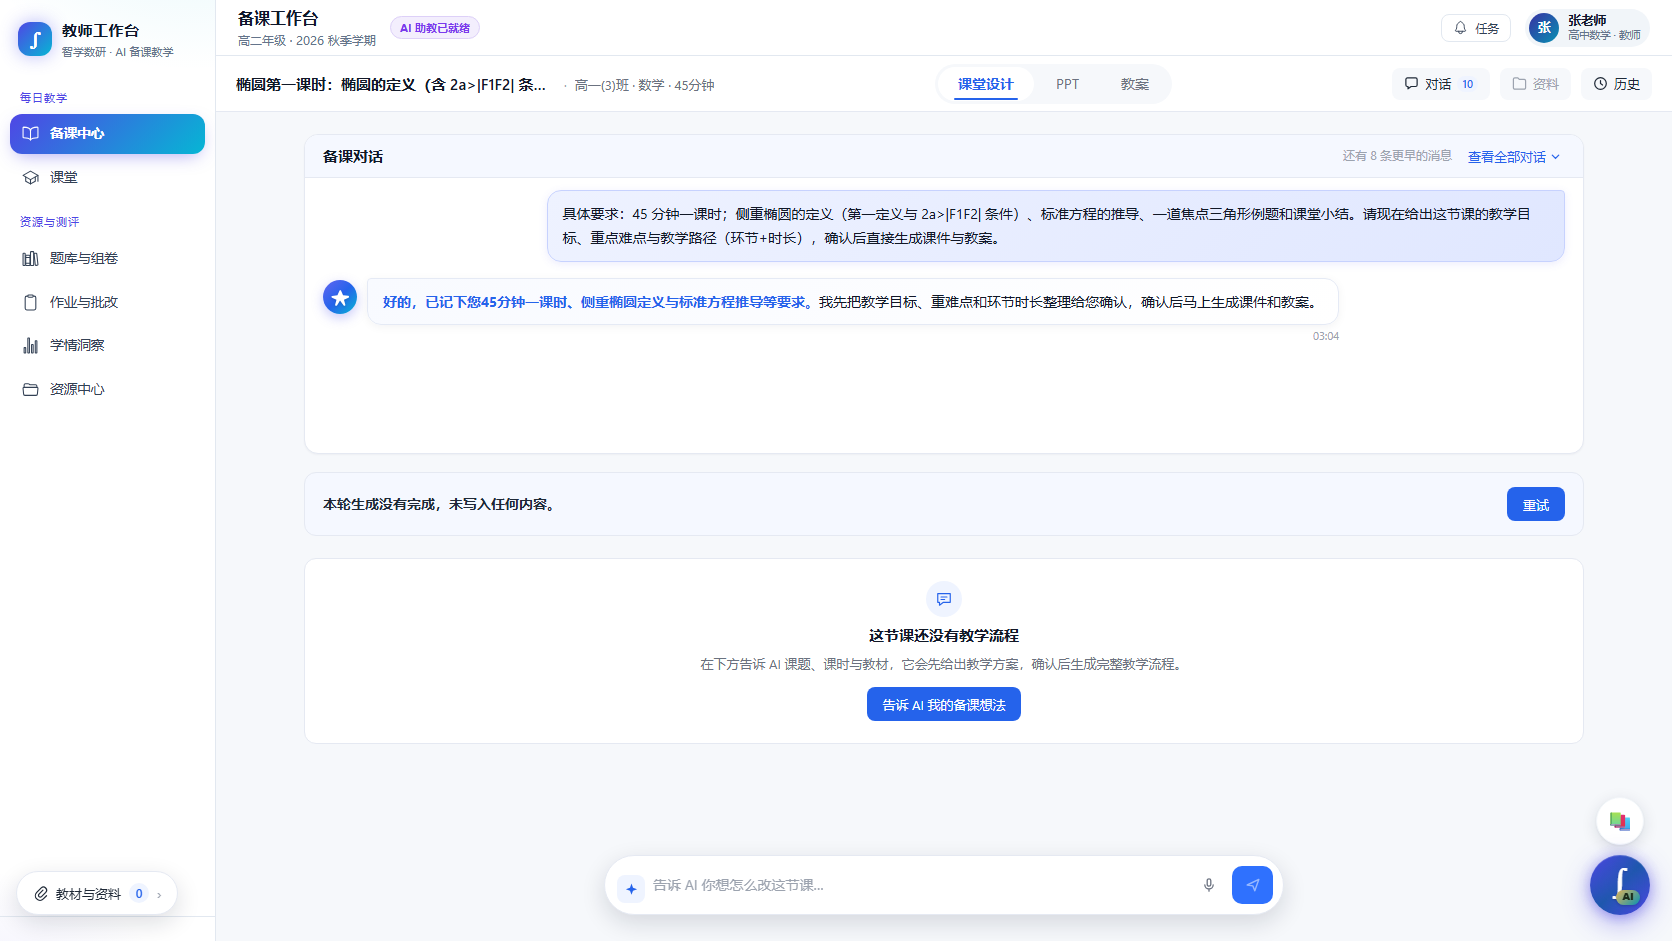 教师工作台
智学数研 · AI 备课教学
每日教学
备课中心
课堂
资源与测评
题库与组卷
作业与批改
学情洞察
资源中心
教材与资料 0 ›
备课工作台
高二年级 · 2026 秋季学期
AI 助教已就绪
任务
张
张老师
高中数学 · 教师
椭圆第一课时：椭圆的定义（含 2a>|F1F2| 条...
· 高一(3)班 · 数学 · 45分钟
课堂设计
PPT
教案
对话 10
资料
历史
备课对话
还有 8 条更早的消息
查看全部对话
具体要求：45 分钟一课时；侧重椭圆的定义（第一定义与 2a>|F1F2| 条件）、标准方程的推导、一道焦点三角形例题和课堂小结。请现在给出这节课的教学目
标、重点难点与教学路径（环节+时长），确认后直接生成课件与教案。
好的，已记下您45分钟一课时、侧重椭圆定义与标准方程推导等要求。我先把教学目标、重难点和环节时长整理给您确认，确认后马上生成课件和教案。
03:04
本轮生成没有完成，未写入任何内容。
重试
这节课还没有教学流程
在下方告诉 AI 课题、课时与教材，它会先给出教学方案，确认后生成完整教学流程。
告诉 AI 我的备课想法
告诉 AI 你想怎么改这节课...
AI